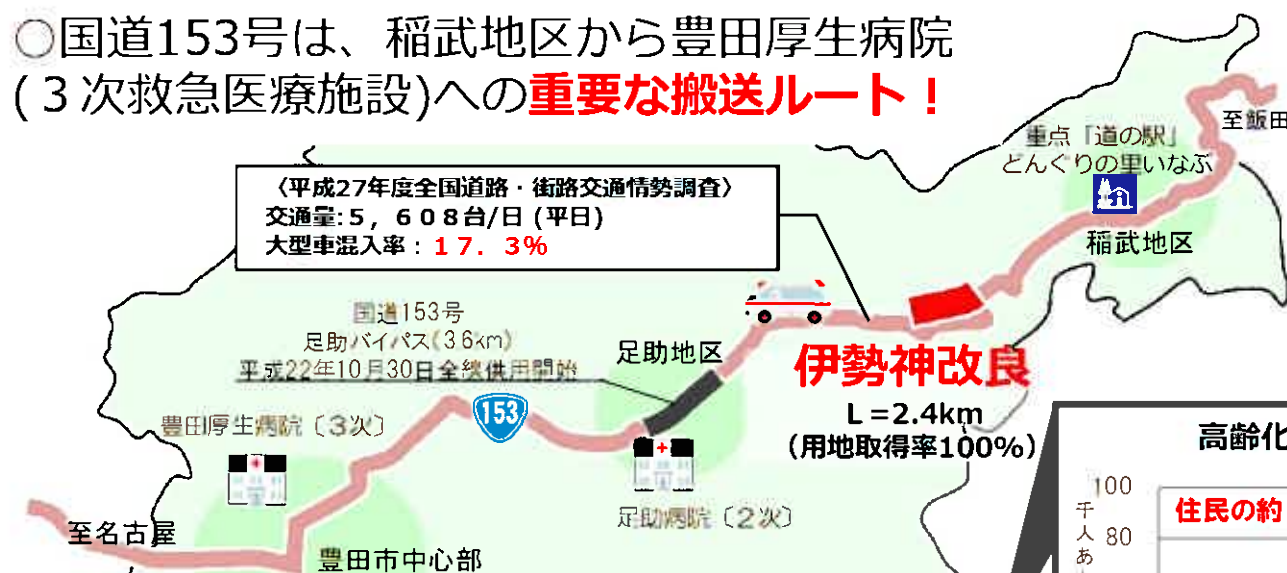 ○国道153号は、稲武地区から豊田厚生病院
(３次救急医療施設)への重要な搬送ルート！
至飯田
重点「道の駅」
どんぐりの里いなぶ
稲武地区
〈平成27年度全国道路・街路交通情勢調査〉
交通量:５，６０８台/日 (平日)
大型車混入率：１７．３％
国道153号
足助バイパス(3.6km)
平成22年10月30日全線供用開始
足助地区
伊勢神改良
L＝2.4km
(用地取得率100%)
153
豊田厚生病院〔3次〕
足助病院〔2次〕
至名古屋
豊田市中心部
高齢化
100
住民の約
80
千人あ